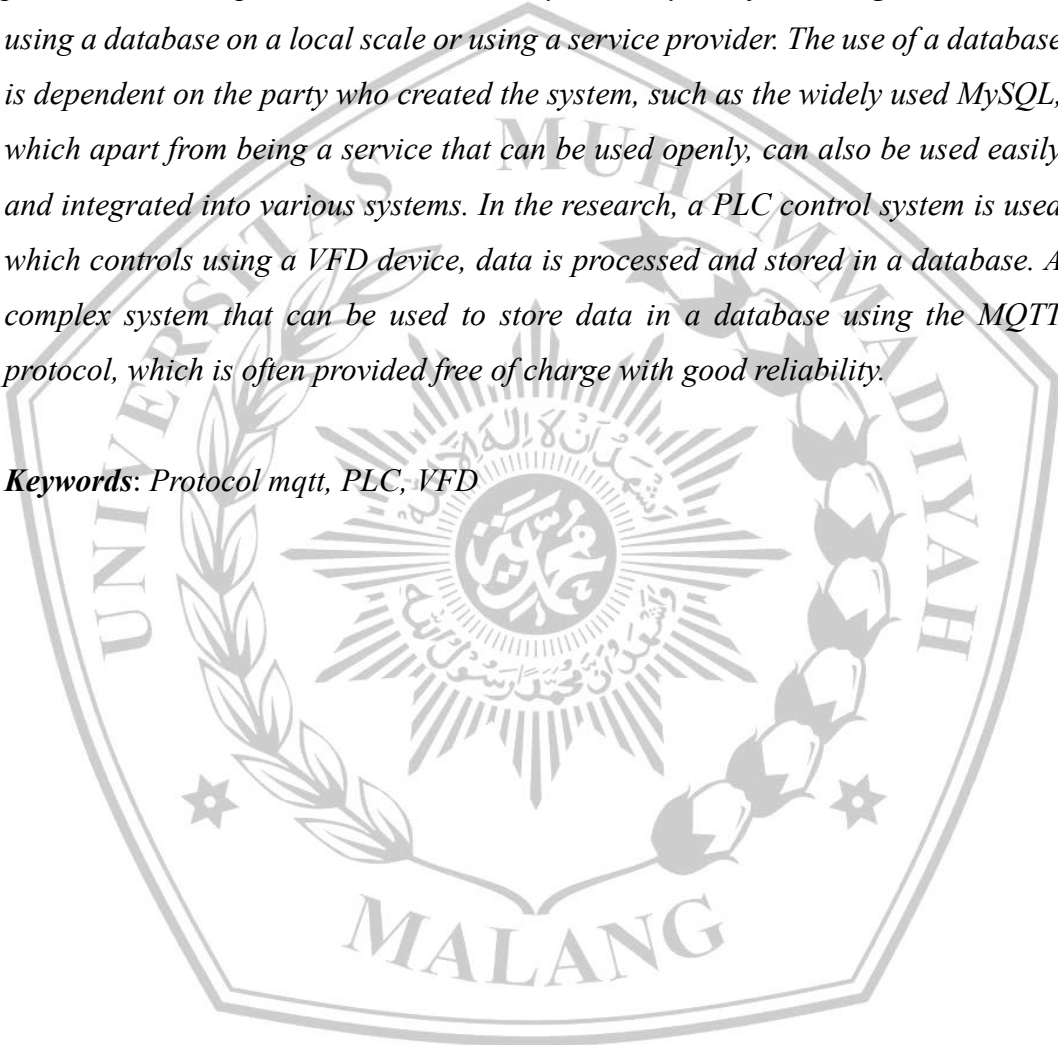 using a database on a local scale or using a service provider. The use of a database
is dependent on the party who created the system, such as the widely used MySQL,
which apart from being a service that can be used openly, can also be used easily
and integrated into various systems. In the research, a PLC control system is used
which controls using a VFD device, data is processed and stored in a database. A
complex system that can be used to store data in a database using the MQTT
protocol, which is often provided free of charge with good reliability.
Keywords: Protocol mqtt, PLC, VFD
UNIVERSITAS MUHAMMADIYAH
MALANG